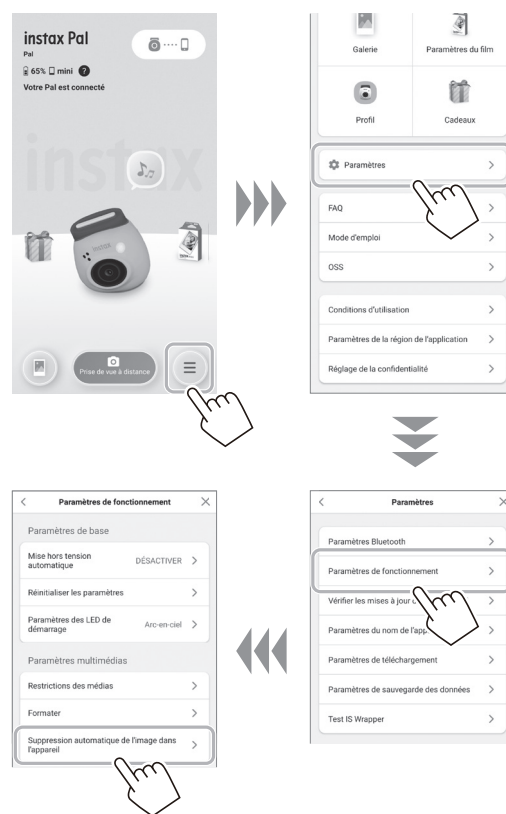 instax Pal
Pal
65% mini ?
Votre Pal est connecté
instax
instax
Prise de vue à distance
Galerie
Paramètres du film
Profil
Cadeaux
Paramètres
FAQ
Mode d'emploi
OSS
Conditions d'utilisation
Paramètres de la région de l'application
Réglage de la confidentialité
Paramètres
Paramètres Bluetooth
Paramètres de fonctionnement
Vérifier les mises à jour
Paramètres du nom de l'app
Paramètres de téléchargement
Paramètres de sauvegarde des données
Test IS Wrapper
Paramètres de fonctionnement
Paramètres de base
Mise hors tension
automatique
DÉSACTIVER
Réinitialiser les paramètres
Paramètres des LED de
démarrage
Arc-en-ciel
Paramètres multimédias
Restrictions des médias
Formater
Suppression automatique de l'image dans
l'appareil